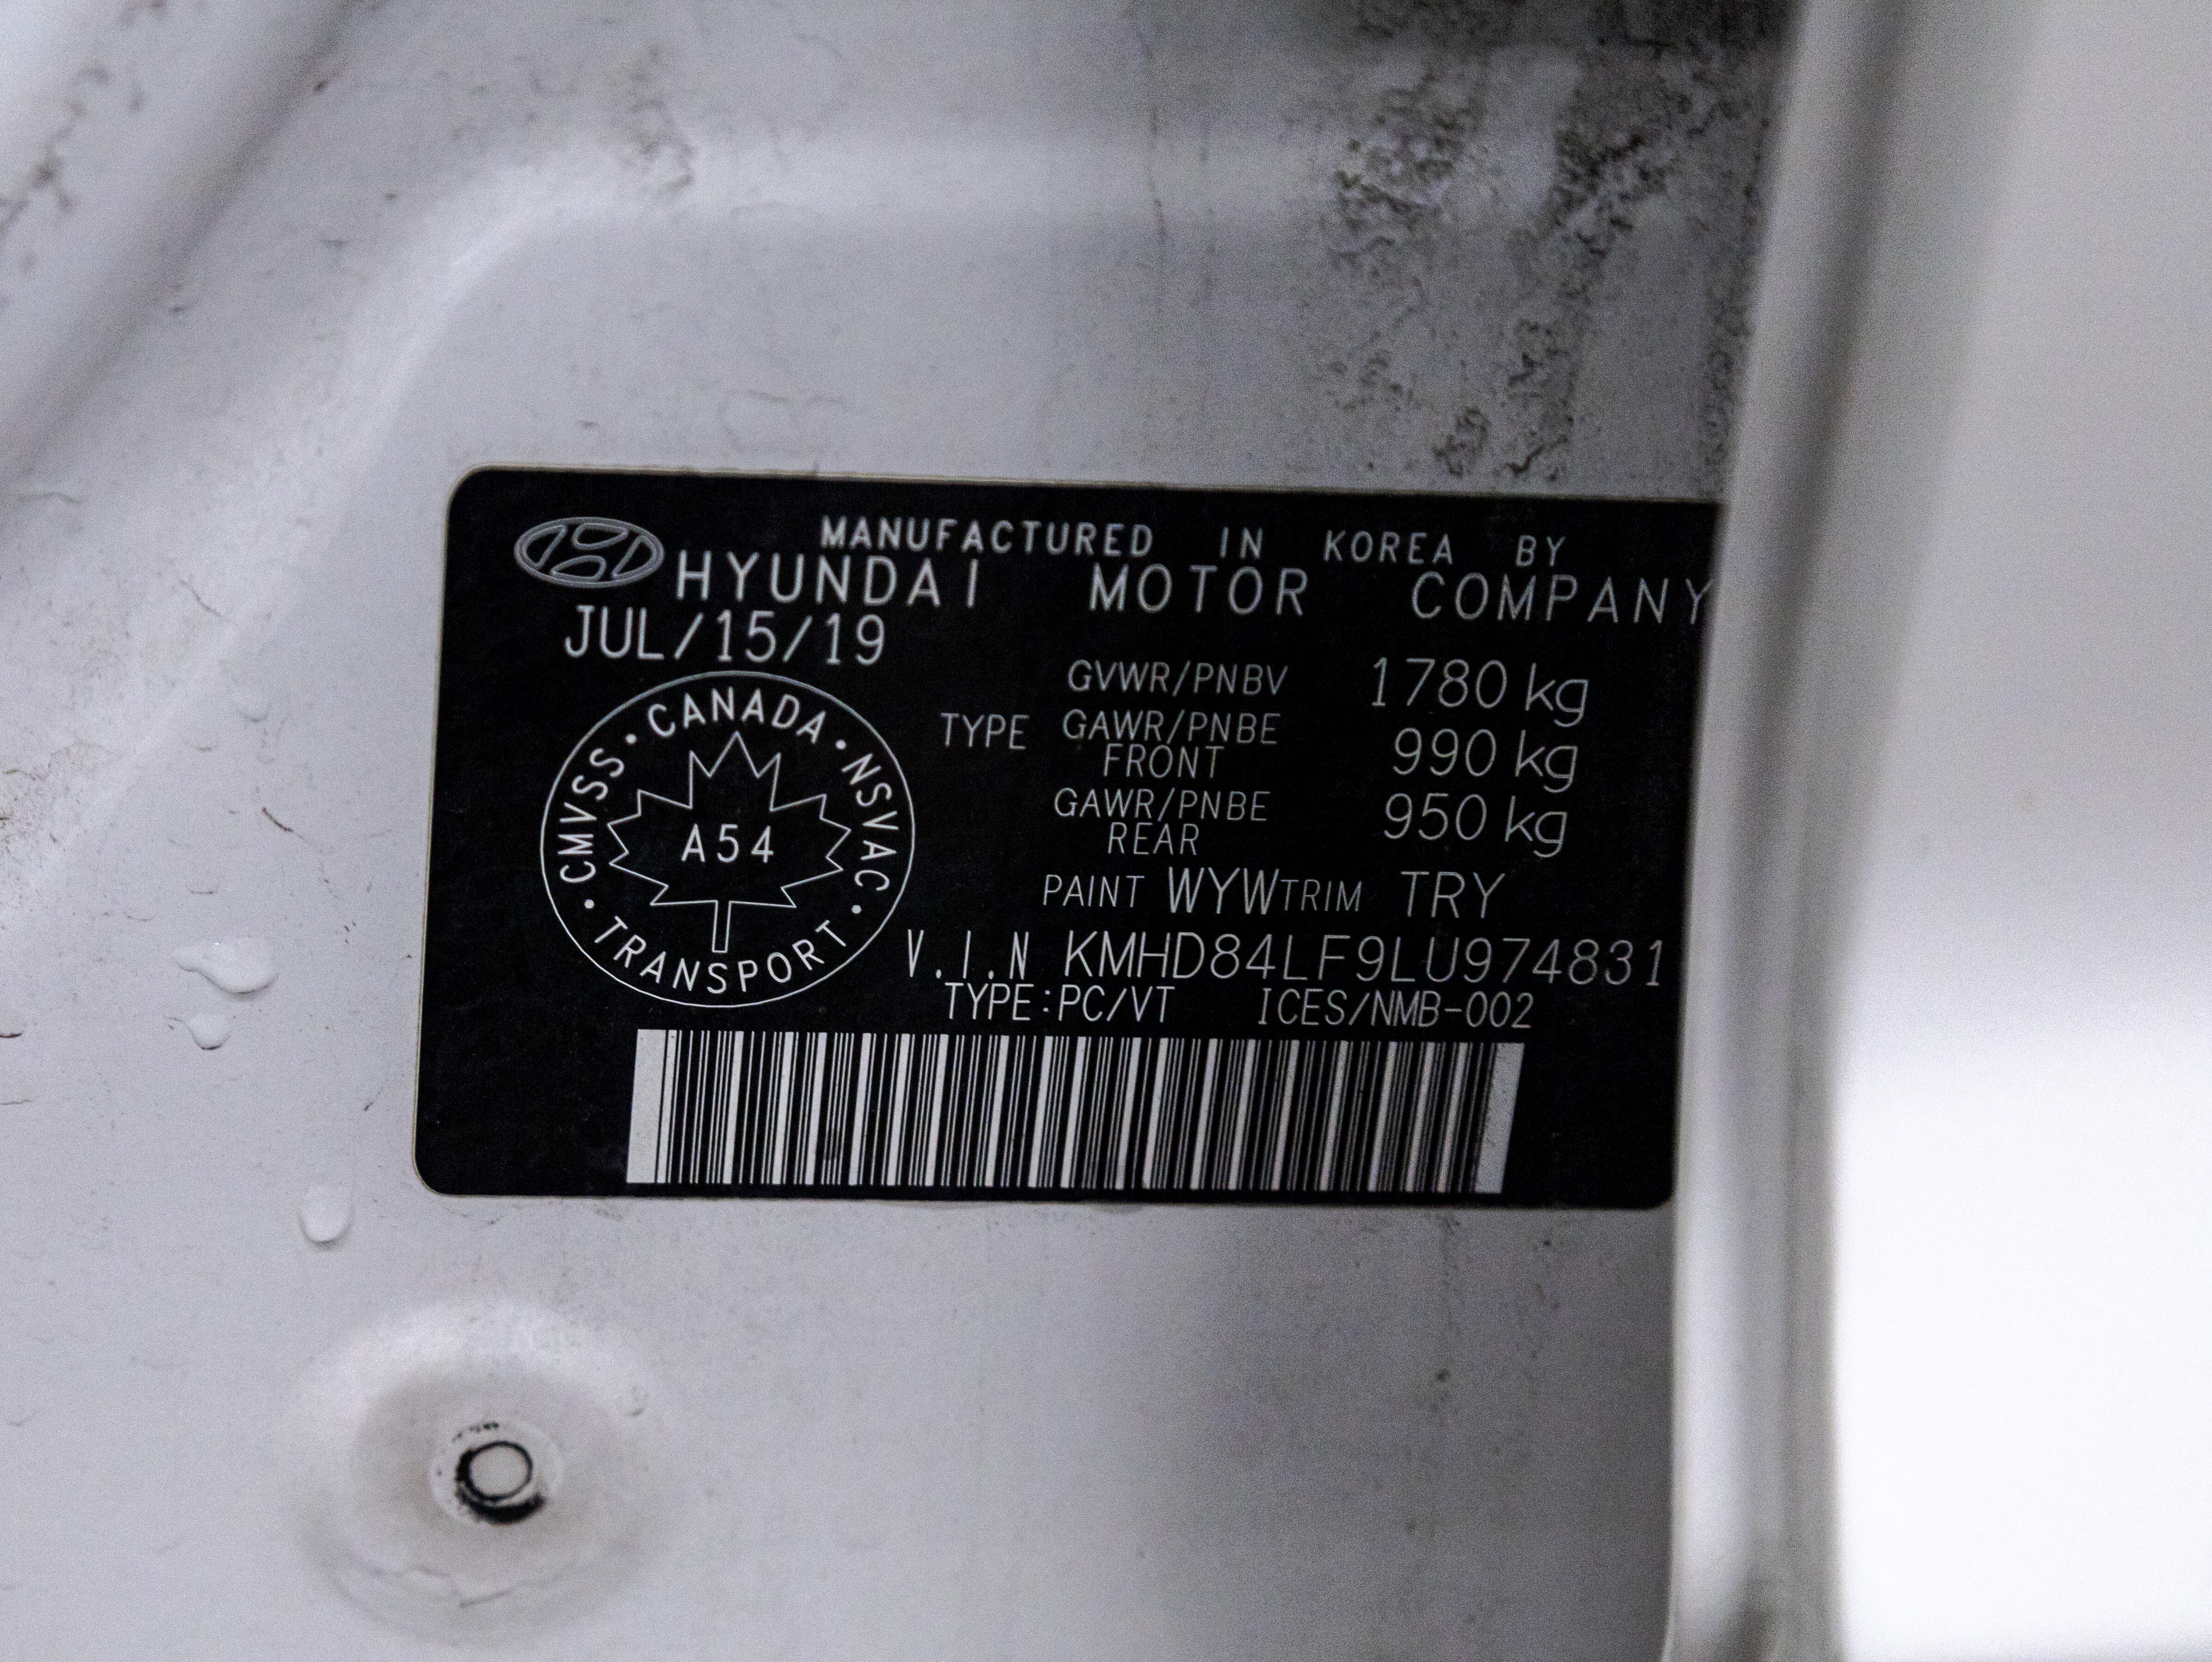 MANUFACTURED IN KOREA BY
HYUNDAI MOTOR COMPANY
JUL/15/19
GVWR/PNBV 1780 kg
TYPE GAWR/PNBE FRONT 990 kg
GAWR/PNBE REAR 950 kg
PAINT WYW TRIM TRY
V.I.N KMHD84LF9LU974831
TYPE:PC/VT ICES/NMB-002
CANADA · NSVAC · TRANSPORT · CMVSS ·
A54